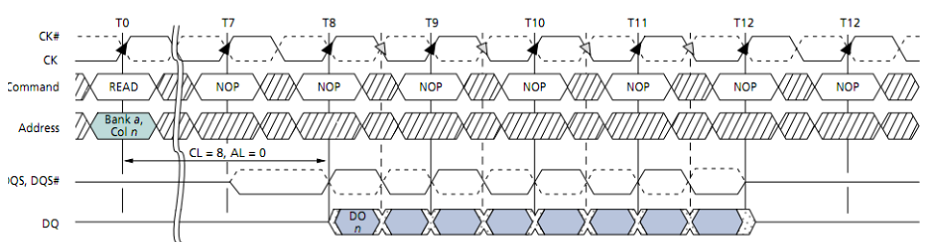 T0 T7 T8 T9 T10 T11 T12 T12
CK#
CK
Command READ NOP NOP NOP NOP NOP NOP NOP
Address Bank a,
Col n
CL = 8, AL = 0
DQS, DQS#
DQ DO
n